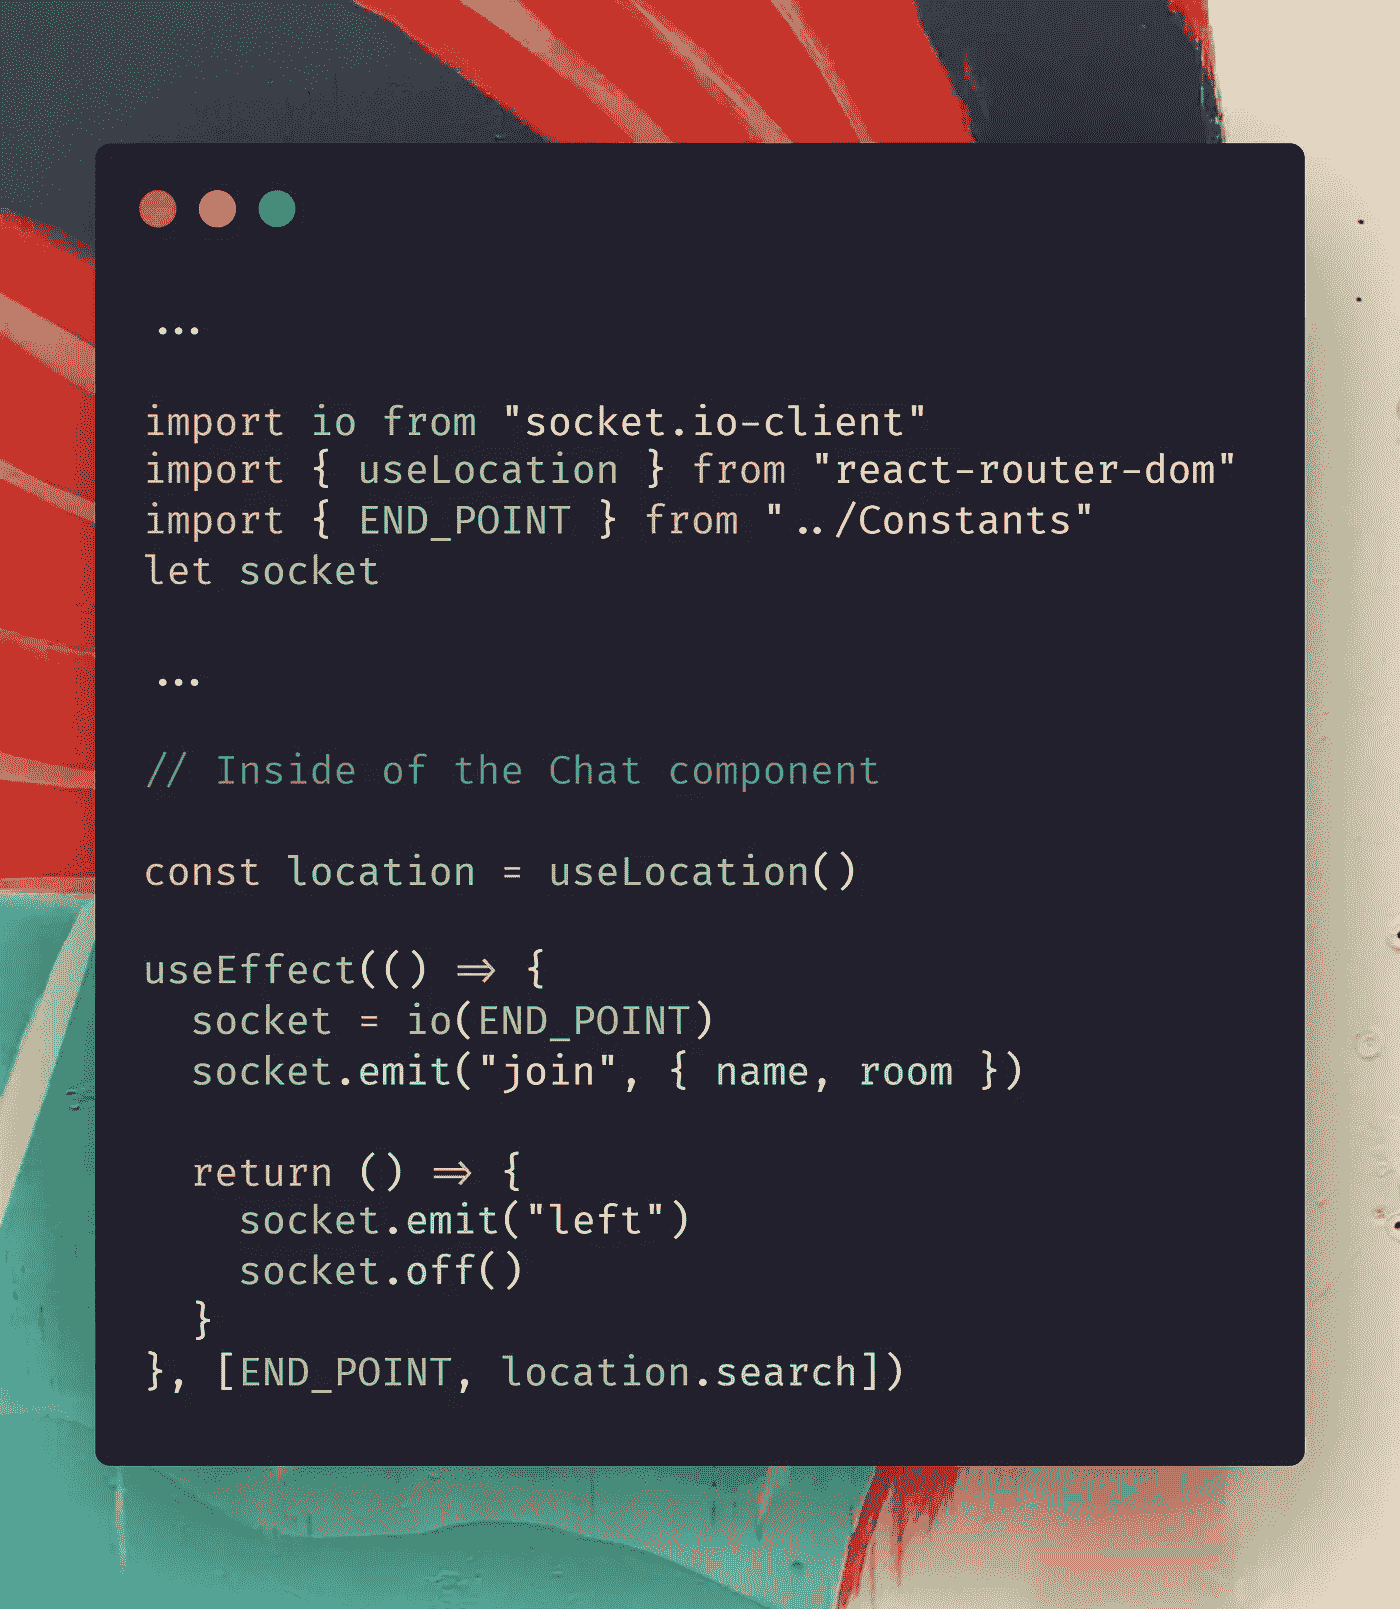 ...
import io from "socket.io-client"
import { useLocation } from "react-router-dom"
import { END_POINT } from "../Constants"
let socket
...
// Inside of the Chat component
const location = useLocation()
useEffect(() => {
  socket = io(END_POINT)
  socket.emit("join", { name, room })
  return () => {
    socket.emit("left")
    socket.off()
  }
}, [END_POINT, location.search])